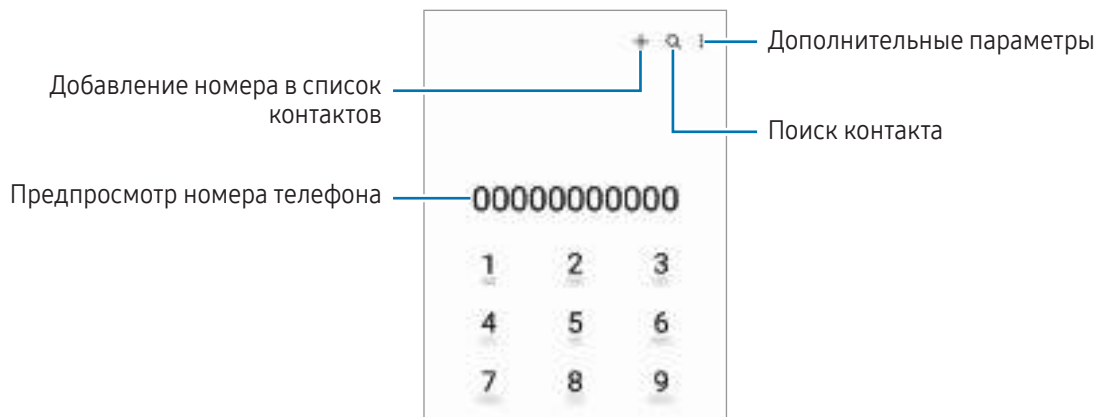 Дополнительные параметры
Добавление номера в список
контактов
Поиск контакта
Предпросмотр номера телефона
00000000000
1 2 3
4 5 6
7 8 9